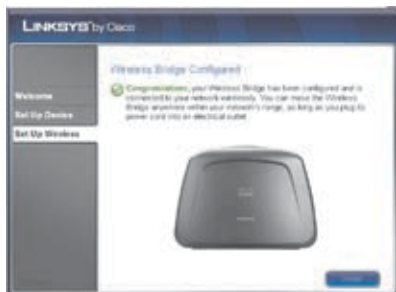 LINKSYS by Cisco
Wireless Bridge Configured
Welcome
Set Up Device
Set Up Wireless
Congratulations, your Wireless Bridge has been configured and is
connected to your network wirelessly. You can move the Wireless
Bridge anywhere within your network's range, as long as you plug its
power cord into an electrical outlet.